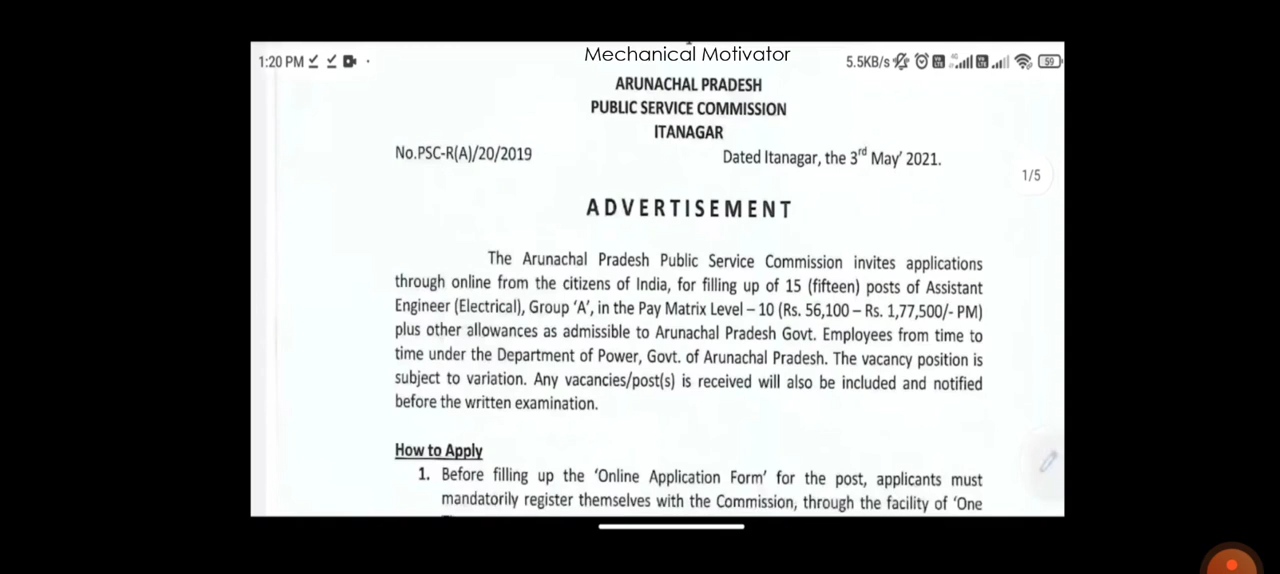 Mechanical Motivator
1:20 PM
5.5KB/s
59
ARUNACHAL PRADESH
PUBLIC SERVICE COMMISSION
ITANAGAR
No.PSC-R(A)/20/2019
Dated Itanagar, the 3rd May' 2021.
1/5
ADVERTISEMENT
The Arunachal Pradesh Public Service Commission invites applications
through online from the citizens of India, for filling up of 15 (fifteen) posts of Assistant
Engineer (Electrical), Group 'A', in the Pay Matrix Level – 10 (Rs. 56,100 – Rs. 1,77,500/- PM)
plus other allowances as admissible to Arunachal Pradesh Govt. Employees from time to
time under the Department of Power, Govt. of Arunachal Pradesh. The vacancy position is
subject to variation. Any vacancies/post(s) is received will also be included and notified
before the written examination.
How to Apply
1. Before filling up the 'Online Application Form' for the post, applicants must
mandatorily register themselves with the Commission, through the facility of 'One